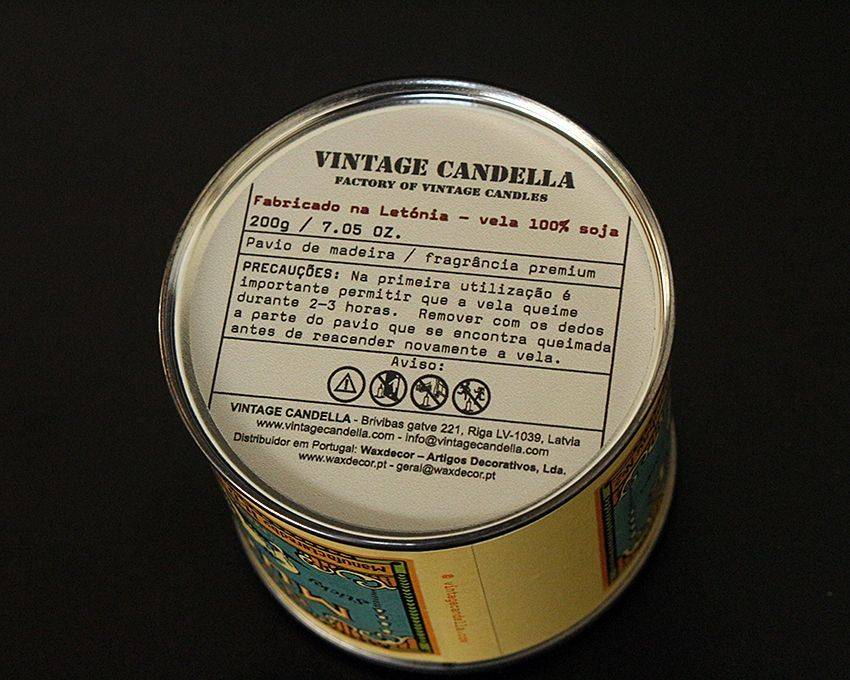 VINTAGE CANDELLA
FACTORY OF VINTAGE CANDLES
Fabricado na Letónia – vela 100% soja
200g / 7.05 OZ.
Pavio de madeira / fragrância premium
PRECAUÇÕES: Na primeira utilização é
importante permitir que a vela queime
durante 2–3 horas. Remover com os dedos
a parte do pavio que se encontra queimada
antes de reacender novamente a vela.
Aviso:
VINTAGE CANDELLA - Brivibas gatve 221, Riga LV-1039, Latvia
www.vintagecandella.com - info@vintagecandella.com
Distribuidor em Portugal: Waxdecor – Artigos Decorativos, Lda.
www.waxdecor.pt - geral@waxdecor.pt
© vintagecandella.com